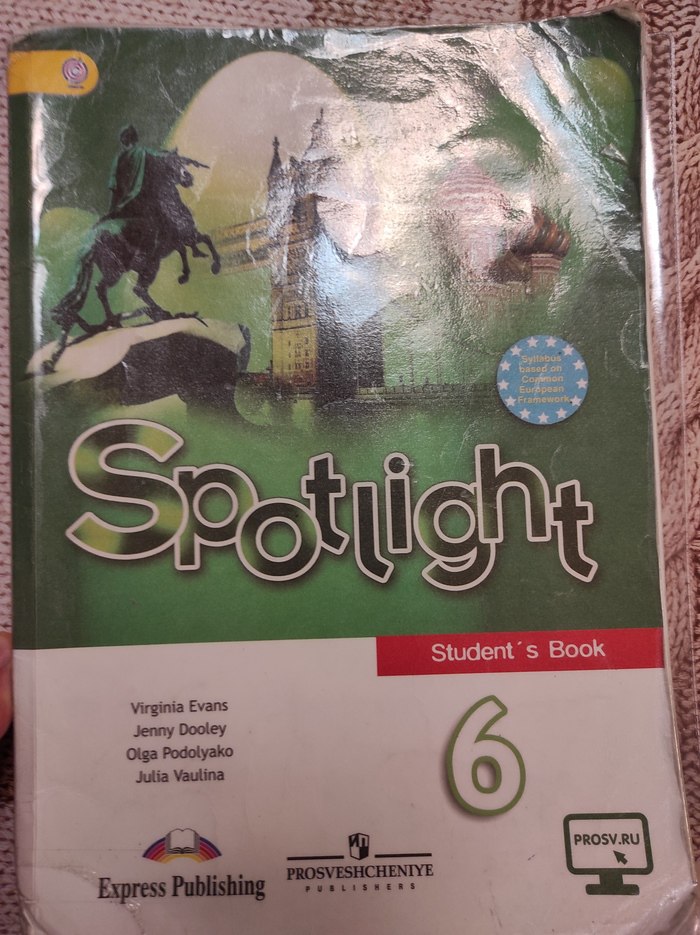 Syllabus
based on
Common
European
Framework
Spotlight
Student´s Book
6
Virginia Evans
Jenny Dooley
Olga Podolyako
Julia Vaulina
Express Publishing
PROSVESHCHENIYE
PUBLISHERS
PROSV.RU